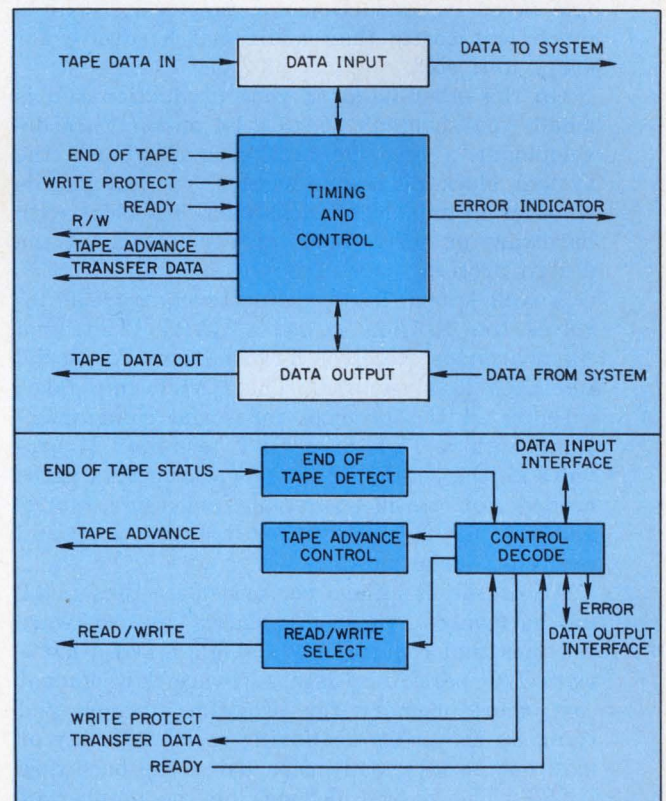 TAPE DATA IN
DATA INPUT
DATA TO SYSTEM
END OF TAPE
WRITE PROTECT
READY
R/W
TAPE ADVANCE
TRANSFER DATA
TIMING
AND
CONTROL
ERROR INDICATOR
TAPE DATA OUT
DATA OUTPUT
DATA FROM SYSTEM
END OF TAPE STATUS
END OF
TAPE DETECT
DATA INPUT
INTERFACE
TAPE ADVANCE
TAPE ADVANCE
CONTROL
CONTROL
DECODE
READ/WRITE
READ/WRITE
SELECT
ERROR
DATA OUTPUT
INTERFACE
WRITE PROTECT
TRANSFER DATA
READY